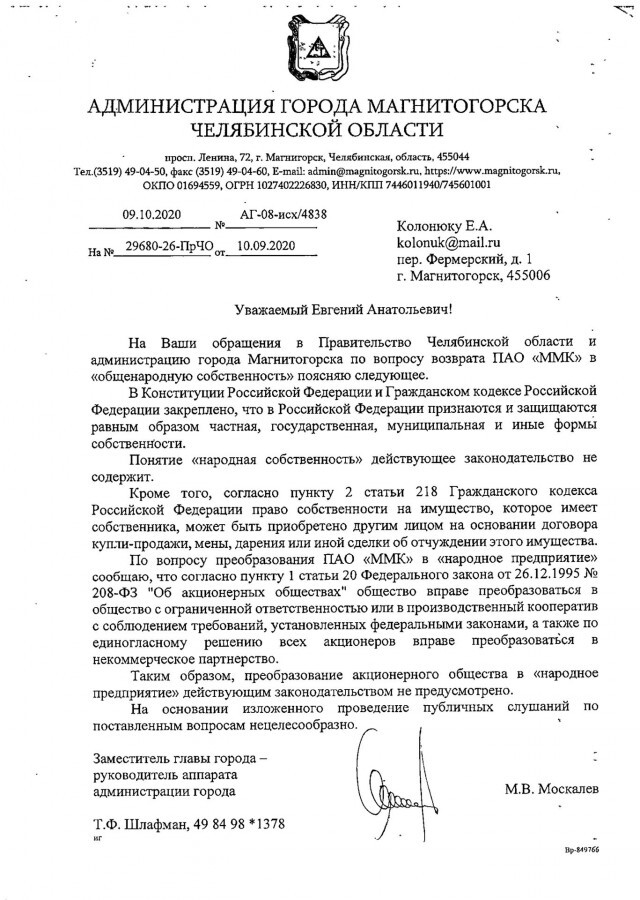 АДМИНИСТРАЦИЯ ГОРОДА МАГНИТОГОРСКА
ЧЕЛЯБИНСКОЙ ОБЛАСТИ
просп. Ленина, 72, г. Магнигорск, Челябинская, область, 455044
Тел.(3519) 49-04-50, факс (3519) 49-04-60, E-mail: admin@magnitogorsk.ru, https://www.magnitogorsk.ru,
ОКПО 01694559, ОГРН 1027402226830, ИНН/КПП 7446011940/745601001
09.10.2020 № АГ-08-исх/4838
На № 29680-26-ПрЧО от 10.09.2020
Колонюку Е.А.
kolonuk@mail.ru
пер. Фермерский, д. 1
г. Магнитогорск, 455006
Уважаемый Евгений Анатольевич!
На Ваши обращения в Правительство Челябинской области и
администрацию города Магнитогорска по вопросу возврата ПАО «ММК» в
«общенародную собственность» поясняю следующее.
В Конституции Российской Федерации и Гражданском кодексе Российской
Федерации закреплено, что в Российской Федерации признаются и защищаются
равным образом частная, государственная, муниципальная и иные формы
собственности.
Понятие «народная собственность» действующее законодательство не
содержит.
Кроме того, согласно пункту 2 статьи 218 Гражданского кодекса
Российской Федерации право собственности на имущество, которое имеет
собственника, может быть приобретено другим лицом на основании договора
купли-продажи, мены, дарения или иной сделки об отчуждении этого имущества.
По вопросу преобразования ПАО «ММК» в «народное предприятие»
сообщаю, что согласно пункту 1 статьи 20 Федерального закона от 26.12.1995 №
208-ФЗ "Об акционерных обществах" общество вправе преобразоваться в
общество с ограниченной ответственностью или в производственный кооператив
с соблюдением требований, установленных федеральными законами, а также по
единогласному решению всех акционеров вправе преобразоваться в
некоммерческое партнерство.
Таким образом, преобразование акционерного общества в «народное
предприятие» действующим законодательством не предусмотрено.
На основании изложенного проведение публичных слушаний по
поставленным вопросам нецелесообразно.
Заместитель главы города –
руководитель аппарата
администрации города
М.В. Москалев
Т.Ф. Шлафман, 49 84 98 *1378
иг
Вр-849766